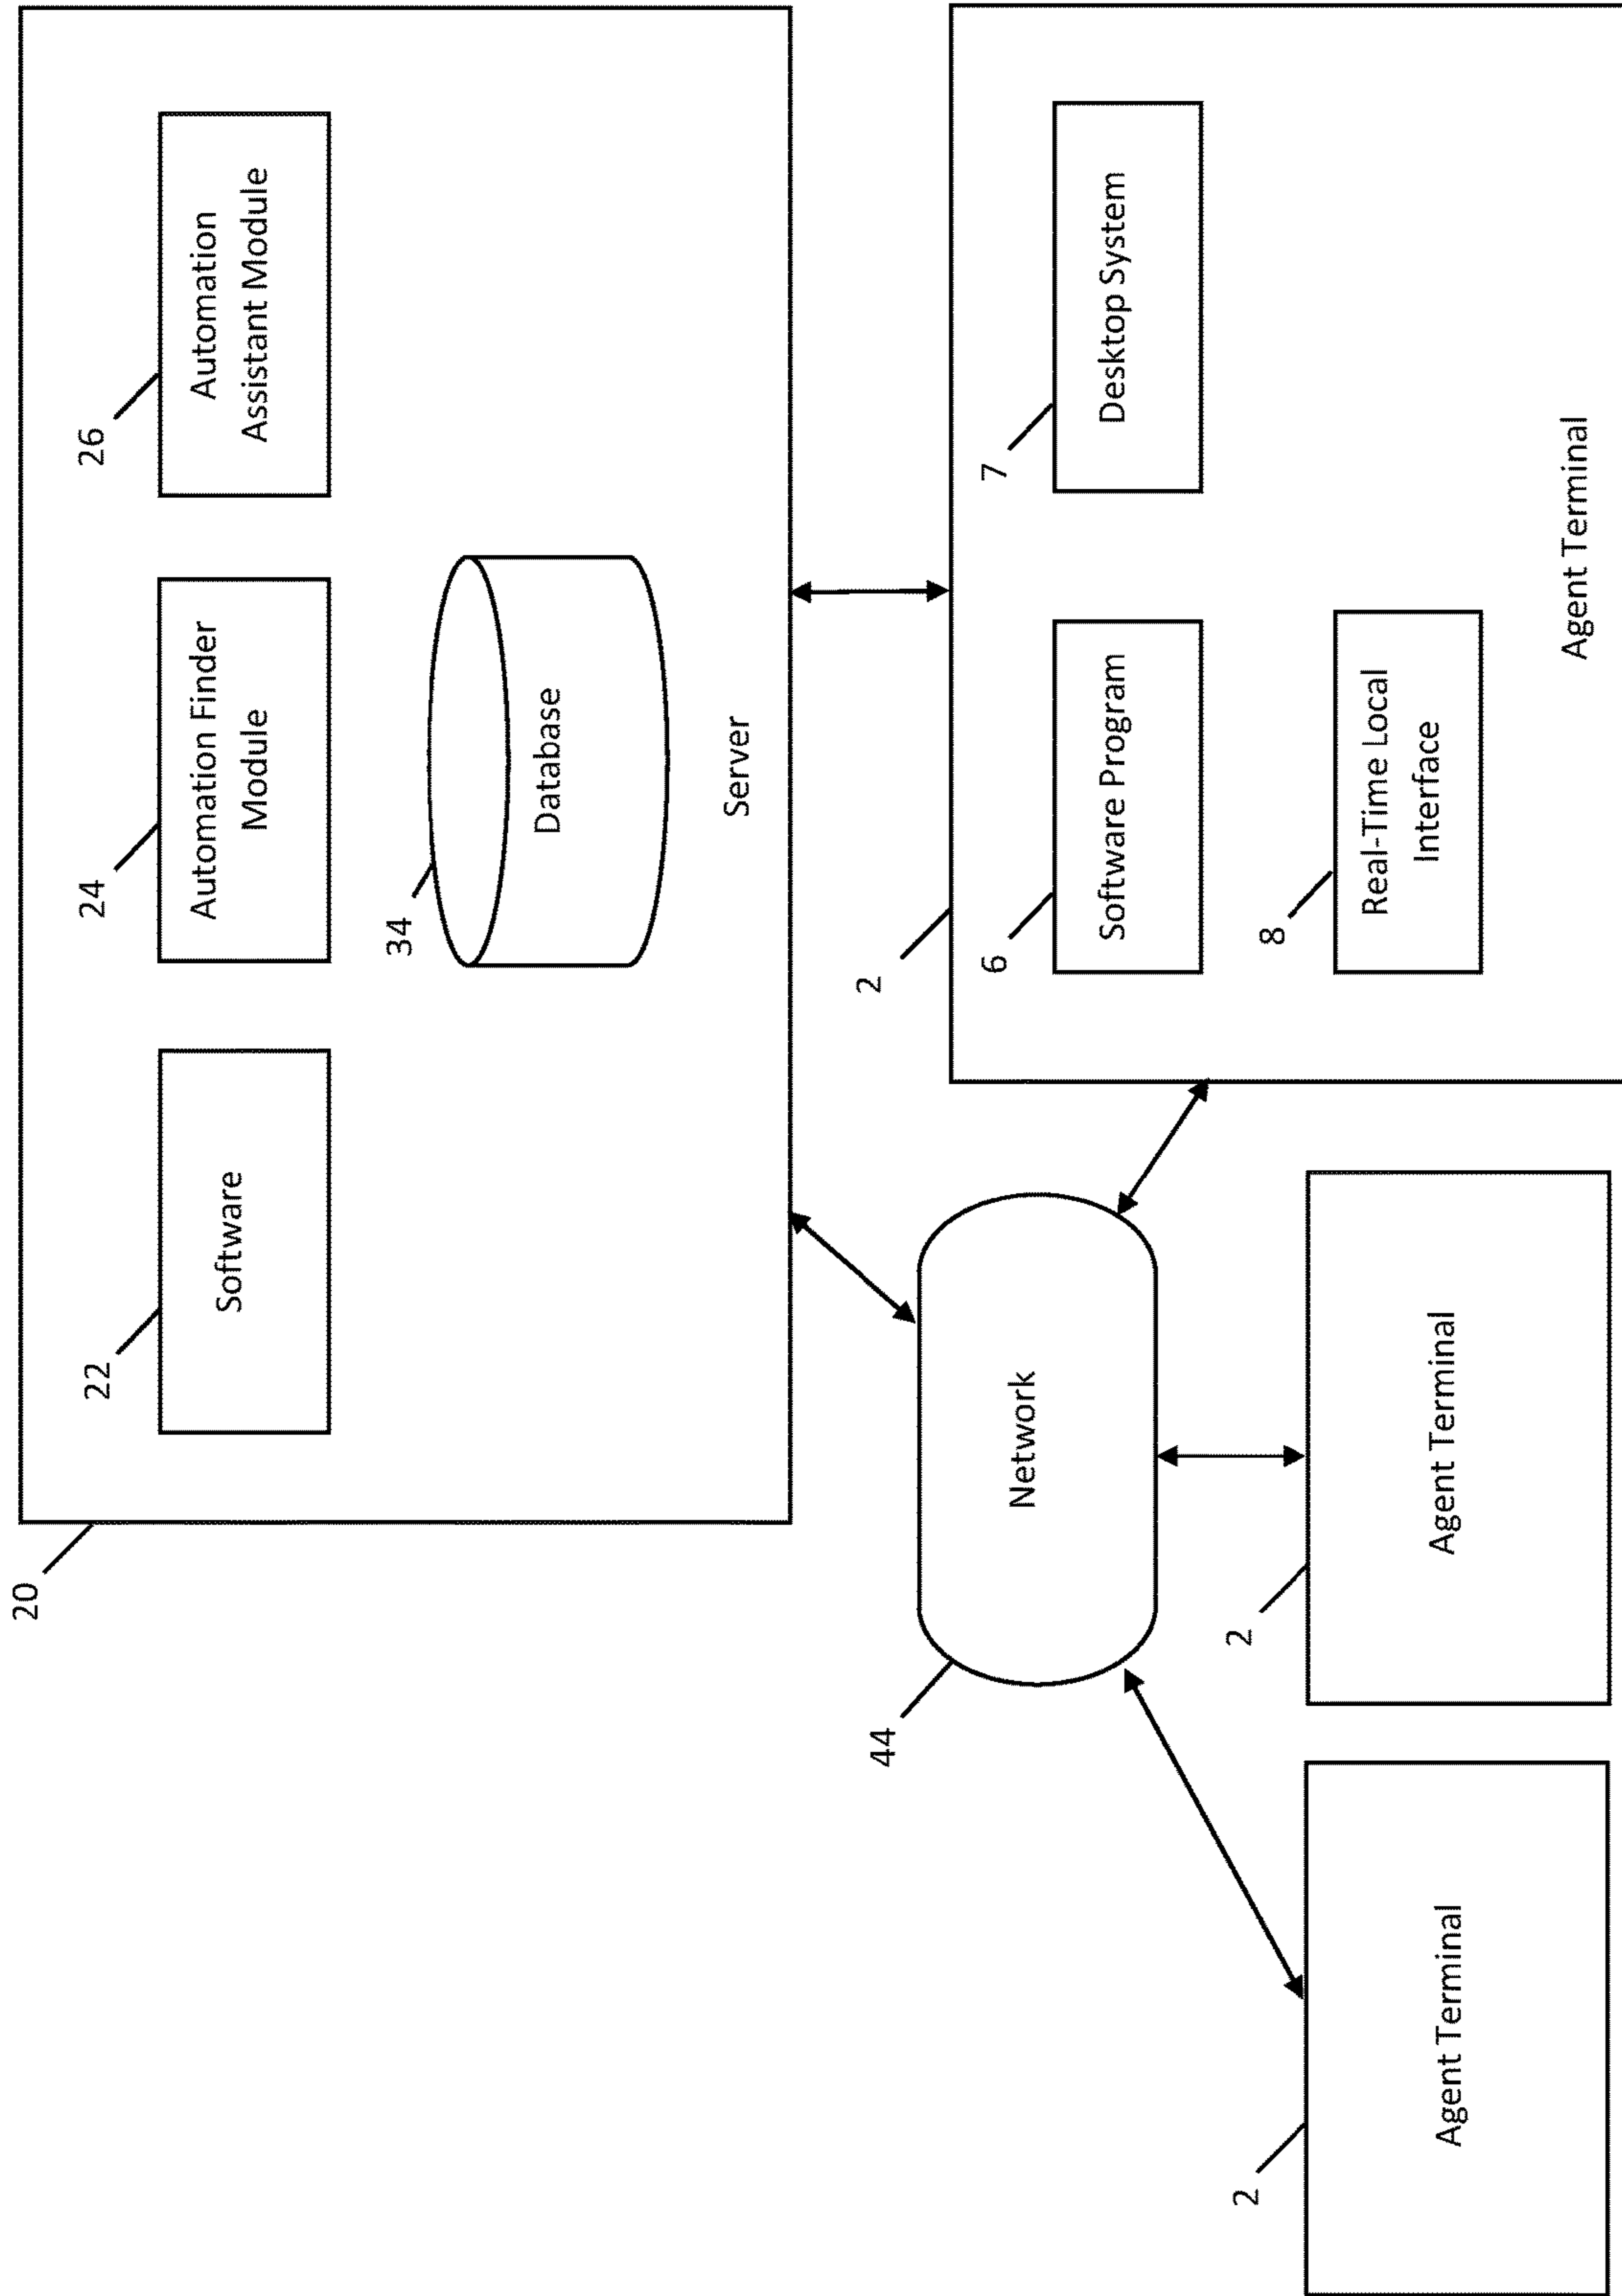 20
22
Software
24
Automation Finder
Module
26
Automation
Assistant Module
34
Database
Server
44
Network
2
Agent Terminal
2
Agent Terminal
2
6
Software Program
7
Desktop System
8
Real-Time Local
Interface
Agent Terminal